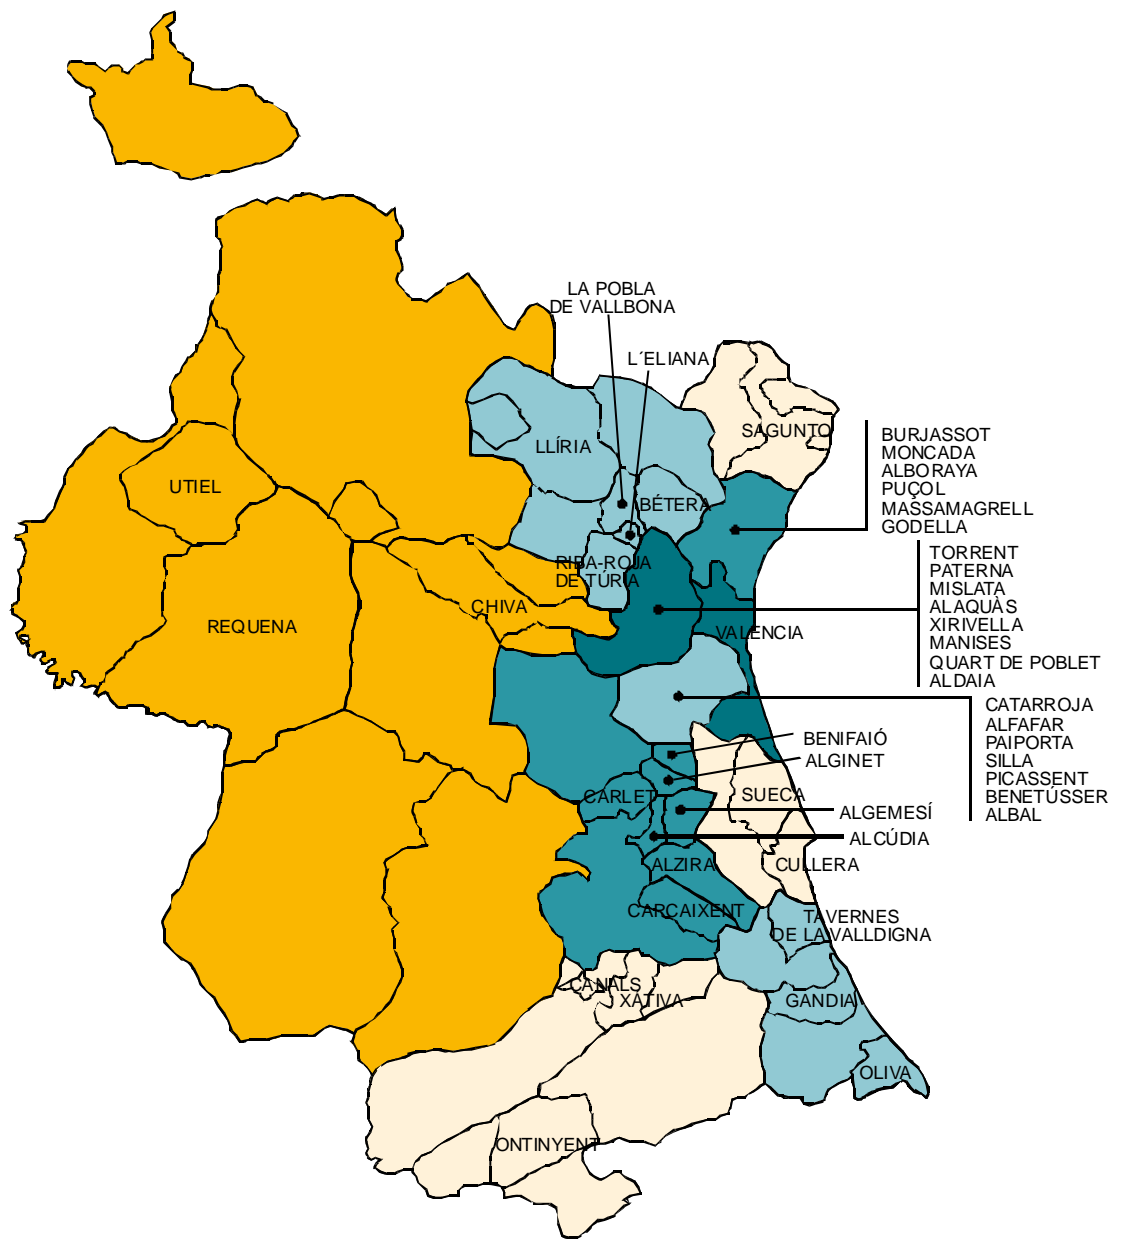 LA POBLA
DE VALLBONA
L´ELIANA
SAGUNTO
LLÍRIA
BURJASSOT
MONCADA
ALBORAYA
PUÇOL
MASSAMAGRELL
GODELLA
UTIEL
BÉTERA
TORRENT
PATERNA
MISLATA
ALAQUÀS
XIRIVELLA
MANISES
QUART DE POBLET
ALDAIA
RIBA-ROJA
DE TÚRIA
CHIVA
REQUENA
VALENCIA
CATARROJA
ALFAFAR
PAIPORTA
SILLA
PICASSENT
BENETÚSSER
ALBAL
BENIFAIÓ
ALGINET
CARLET
SUECA
ALGEMESÍ
ALCÚDIA
ALZIRA
CULLERA
CARCAIXENT
TAVERNES
DE LA VALLDIGNA
CANALS
XÀTIVA
GANDIA
OLIVA
ONTINYENT